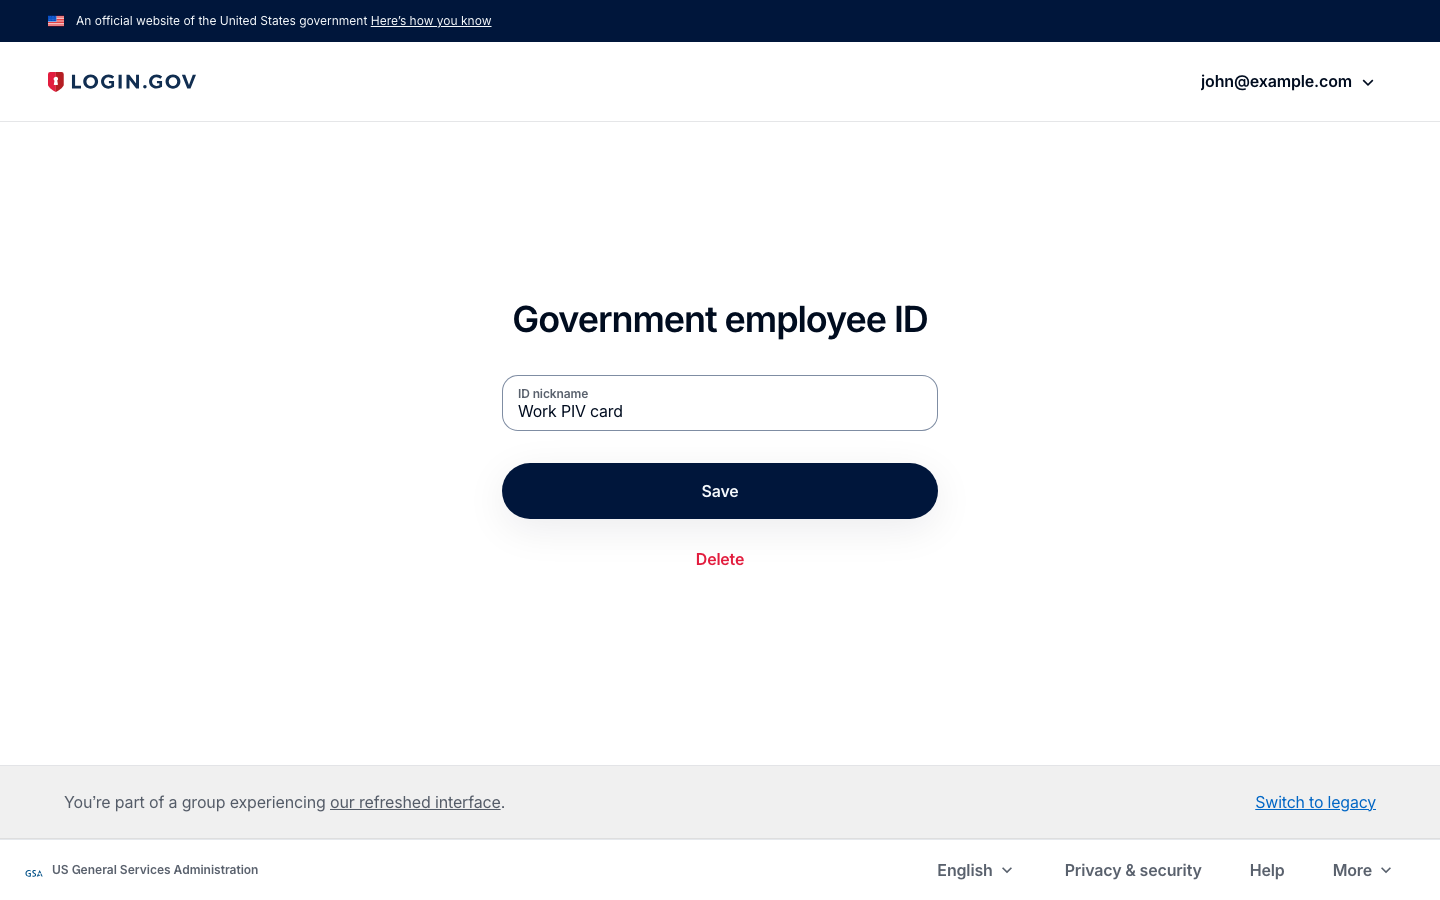 An official website of the United States government Here's how you know
LOGIN.GOV
john@example.com
Government employee ID
ID nickname
Work PIV card
Save
Delete
You're part of a group experiencing our refreshed interface.
Switch to legacy
GSA US General Services Administration
English
Privacy & security
Help
More